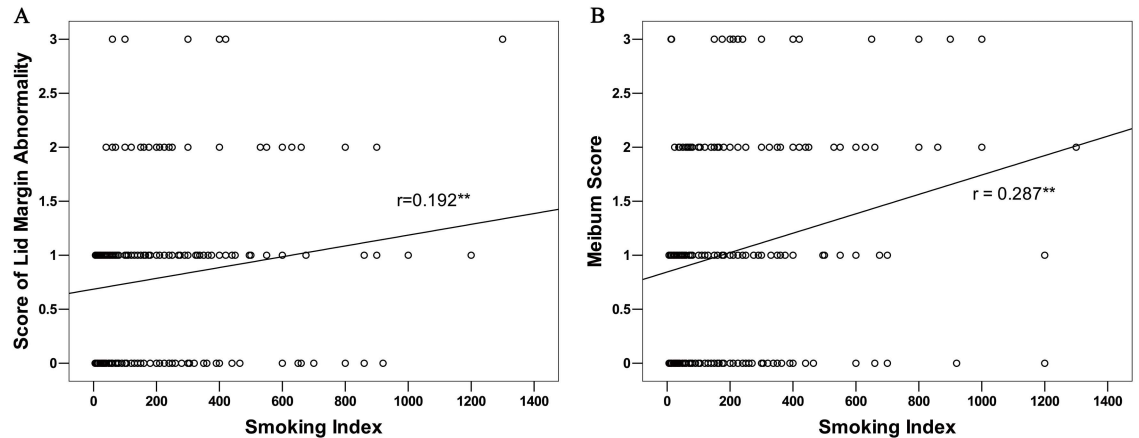 A
Score of Lid Margin Abnormality
3
2.5
2
1.5
1
0.5
0
r=0.192**
0 200 400 600 800 1000 1200 1400
Smoking Index
B
Meibum Score
3
2.5
2
1.5
1
0.5
0
r = 0.287**
0 200 400 600 800 1000 1200 1400
Smoking Index